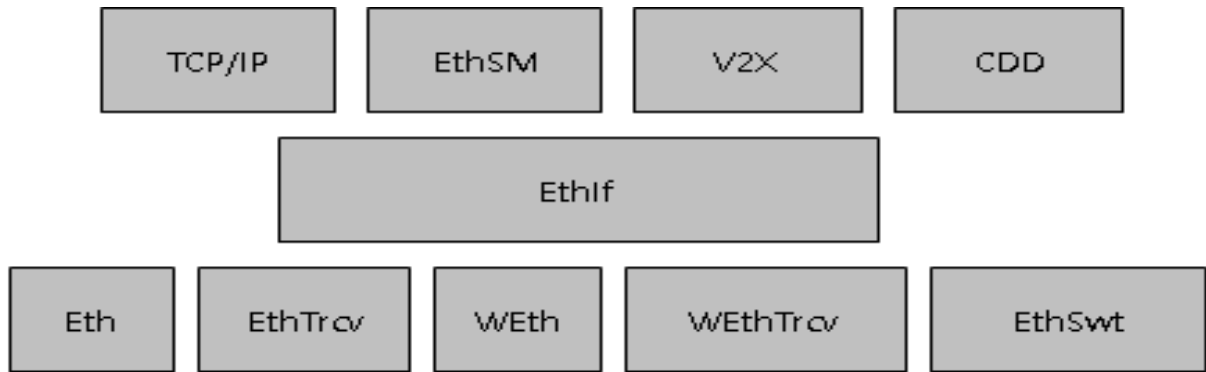 TCP/IP
EthSM
V2X
CDD
EthIf
Eth
EthTrcv
WEth
WEthTrcv
EthSwt